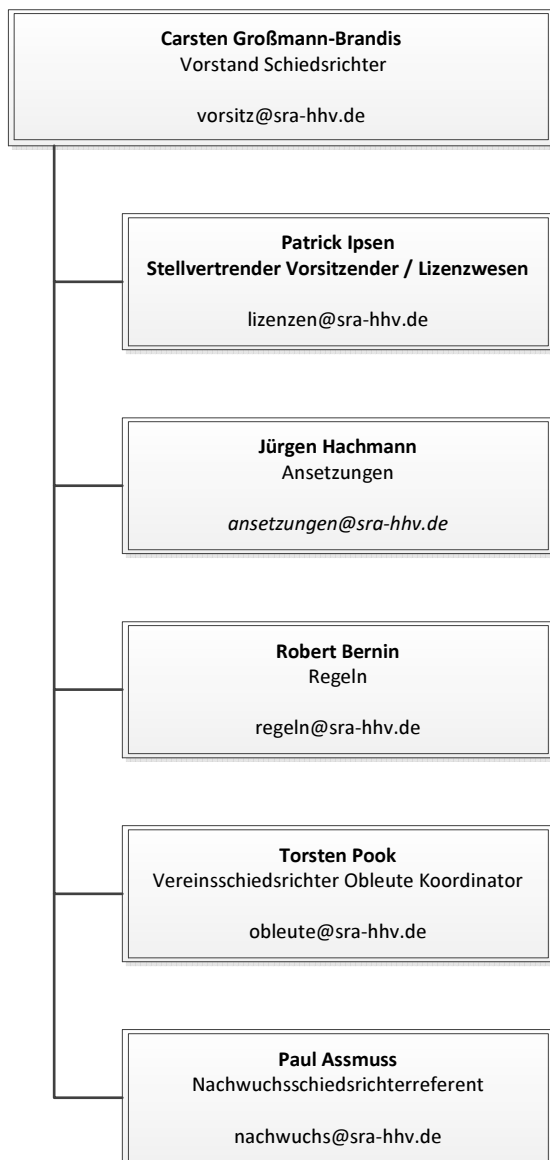 Carsten Großmann-Brandis
Vorstand Schiedsrichter
vorsitz@sra-hhv.de
Patrick Ipsen
Stellvertrender Vorsitzender / Lizenzwesen
lizenzen@sra-hhv.de
Jürgen Hachmann
Ansetzungen
ansetzungen@sra-hhv.de
Robert Bernin
Regeln
regeln@sra-hhv.de
Torsten Pook
Vereinsschiedsrichter Obleute Koordinator
obleute@sra-hhv.de
Paul Assmuss
Nachwuchsschiedsrichterreferent
nachwuchs@sra-hhv.de